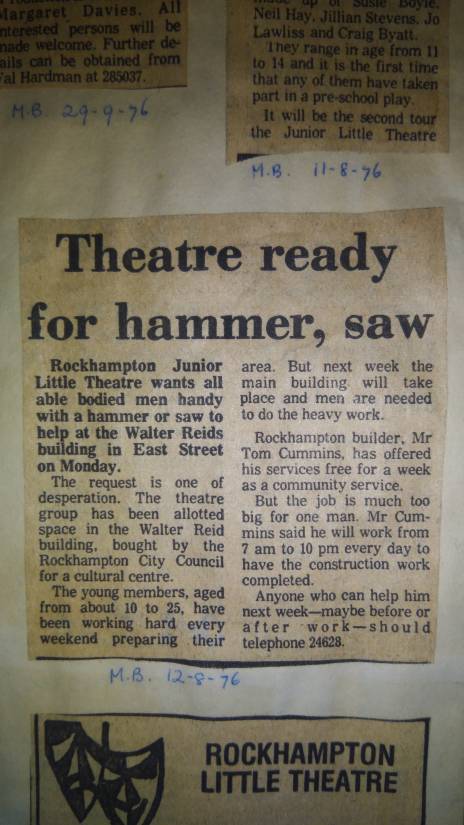 Margaret Davies. All
interested persons will be
made welcome. Further de-
tails can be obtained from
Val Hardman at 285037.
M.B. 29-9-76
made up of Susie Boyle,
Neil Hay, Jillian Stevens, Jo
Lawliss and Craig Byatt.
They range in age from 11
to 14 and it is the first time
that any of them have taken
part in a pre-school play.
It will be the second tour
the Junior Little Theatre
M.B. 11-8-76
Theatre ready
for hammer, saw
Rockhampton Junior
Little Theatre wants all
able bodied men handy
with a hammer or saw to
help at the Walter Reids
building in East Street
on Monday.
The request is one of
desperation. The theatre
group has been allotted
space in the Walter Reid
building, bought by the
Rockhampton City Council
for a cultural centre.
The young members, aged
from about 10 to 25, have
been working hard every
weekend preparing their
area. But next week the
main building will take
place and men are needed
to do the heavy work.
Rockhampton builder, Mr
Tom Cummins, has offered
his services free for a week
as a community service.
But the job is much too
big for one man. Mr Cum-
mins said he will work from
7 am to 10 pm every day to
have the construction work
completed.
Anyone who can help him
next week—maybe before or
after work—should
telephone 24628.
M.B. 12-8-76
ROCKHAMPTON
LITTLE THEATRE